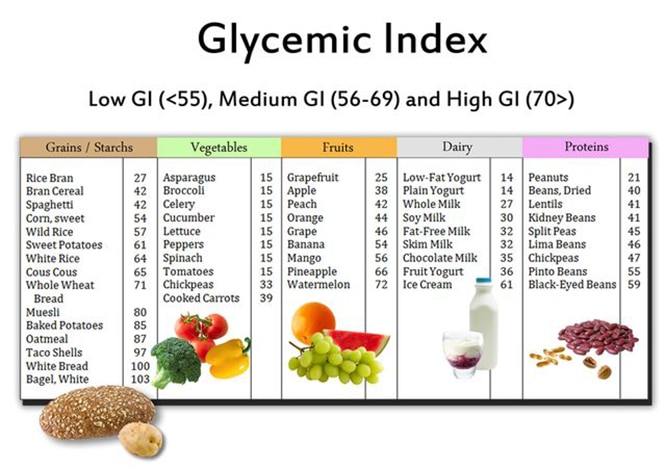 Glycemic Index
Low GI (<55), Medium GI (56-69) and High GI (70>)
Grains / Starchs
Rice Bran 27
Bran Cereal 42
Spaghetti 42
Corn, sweet 54
Wild Rice 57
Sweet Potatoes 61
White Rice 64
Cous Cous 65
Whole Wheat 71
Bread
Muesli 80
Baked Potatoes 85
Oatmeal 87
Taco Shells 97
White Bread 100
Bagel, White 103
Vegetables
Asparagus 15
Broccoli 15
Celery 15
Cucumber 15
Lettuce 15
Peppers 15
Spinach 15
Tomatoes 15
Chickpeas 33
Cooked Carrots 39
Fruits
Grapefruit 25
Apple 38
Peach 42
Orange 44
Grape 46
Banana 54
Mango 56
Pineapple 66
Watermelon 72
Dairy
Low-Fat Yogurt 14
Plain Yogurt 14
Whole Milk 27
Soy Milk 30
Fat-Free Milk 32
Skim Milk 32
Chocolate Milk 35
Fruit Yogurt 36
Ice Cream 61
Proteins
Peanuts 21
Beans, Dried 40
Lentils 41
Kidney Beans 41
Split Peas 45
Lima Beans 46
Chickpeas 47
Pinto Beans 55
Black-Eyed Beans 59